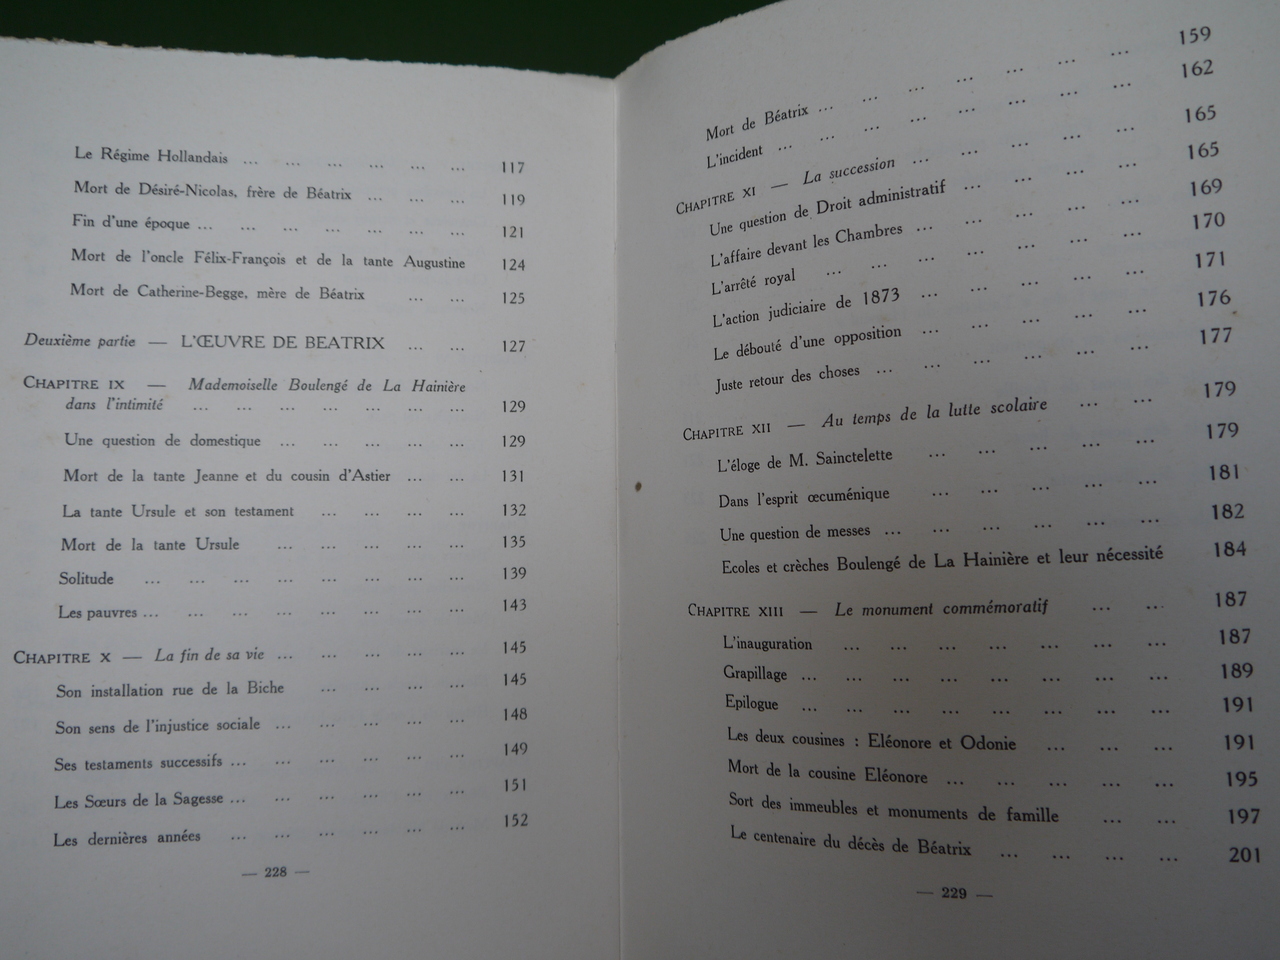 Le Régime Hollandais ... ... ... ... ... ... 117
Mort de Désiré-Nicolas, frère de Béatrix ... ... ... 119
Fin d'une époque ... ... ... ... ... ... ... 121
Mort de l'oncle Félix-François et de la tante Augustine 124
Mort de Catherine-Begge, mère de Béatrix ... ... 125
Deuxième partie — L'ŒUVRE DE BEATRIX ... ... 127
CHAPITRE IX — Mademoiselle Boulengé de La Hainière
dans l'intimité ... ... ... ... ... ... ... 129
Une question de domestique ... ... ... ... ... 129
Mort de la tante Jeanne et du cousin d'Astier ... ... 131
La tante Ursule et son testament ... ... ... ... 132
Mort de la tante Ursule ... ... ... ... ... 135
Solitude ... ... ... ... ... ... ... ... 139
Les pauvres ... ... ... ... ... ... ... ... 143
CHAPITRE X — La fin de sa vie ... ... ... ... ... 145
Son installation rue de la Biche ... ... ... ... 145
Son sens de l'injustice sociale ... ... ... ... ... 148
Ses testaments successifs ... ... ... ... ... ... 149
Les Sœurs de la Sagesse ... ... ... ... ... ... 151
Les dernières années ... ... ... ... ... ... 152
— 228 —
Mort de Béatrix ... ... ... ... ... ... ... 159
L'incident ... ... ... ... ... ... ... ... 162
CHAPITRE XI — La succession ... ... ... ... ... 165
Une question de Droit administratif ... ... ... ... 165
L'affaire devant les Chambres ... ... ... ... ... 169
L'arrêté royal ... ... ... ... ... ... ... 170
L'action judiciaire de 1873 ... ... ... ... ... 171
Le débouté d'une opposition ... ... ... ... ... 176
Juste retour des choses ... ... ... ... ... ... 177
CHAPITRE XII — Au temps de la lutte scolaire ... ... 179
L'éloge de M. Sainctelette ... ... ... ... ... 179
Dans l'esprit œcuménique ... ... ... ... ... 181
Une question de messes ... ... ... ... ... ... 182
Ecoles et crèches Boulengé de La Hainière et leur nécessité 184
CHAPITRE XIII — Le monument commémoratif ... ... 187
L'inauguration ... ... ... ... ... ... ... 187
Grapillage ... ... ... ... ... ... ... ... 189
Epilogue ... ... ... ... ... ... ... ... 191
Les deux cousines : Eléonore et Odonie ... ... ... 191
Mort de la cousine Eléonore ... ... ... ... ... 195
Sort des immeubles et monuments de famille ... ... 197
Le centenaire du décès de Béatrix ... ... ... ... 201
— 229 —